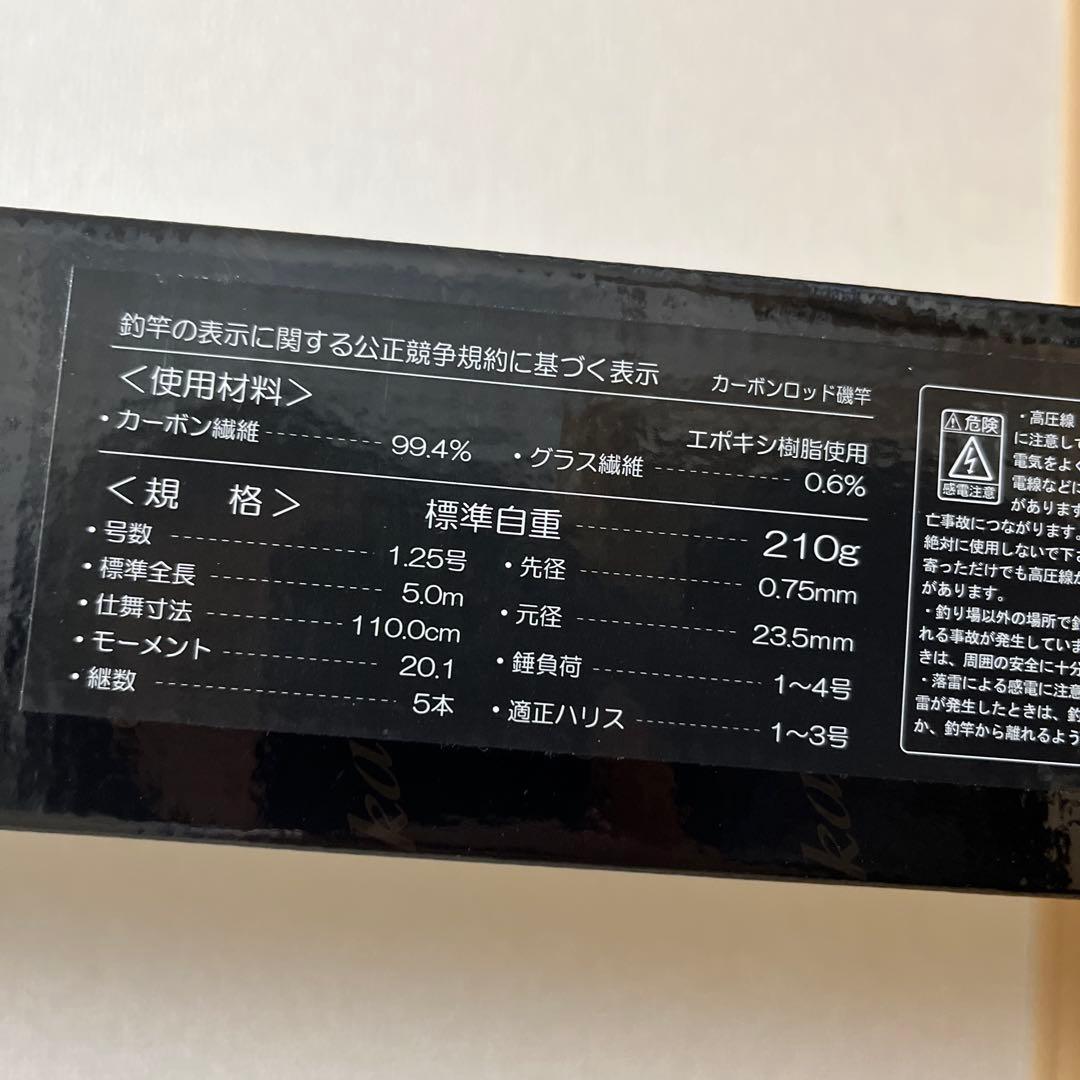 釣竿の表示に関する公正競争規約に基づく表示 カーボンロッド磯竿
＜使用材料＞ エポキシ樹脂使用
・カーボン繊維 99.4% ・グラス繊維 0.6%
＜規 格＞ 標準自重 210g
・号数 1.25号 ・先径 0.75mm
・標準全長 5.0m ・元径 23.5mm
・仕舞寸法 110.0cm ・錘負荷 1〜4号
・モーメント 20.1 ・適正ハリス 1〜3号
・継数 5本
危険
感電注意
・高圧線
に注意して
電気をよく
電線などに
があります
亡事故につながります。
絶対に使用しないで下さ
寄っただけでも高圧線か
があります。
・釣り場以外の場所で釣
れる事故が発生していま
きは、周囲の安全に十分
・落雷による感電に注意
雷が発生したときは、釣
か、釣竿から離れるよう
ka
ka